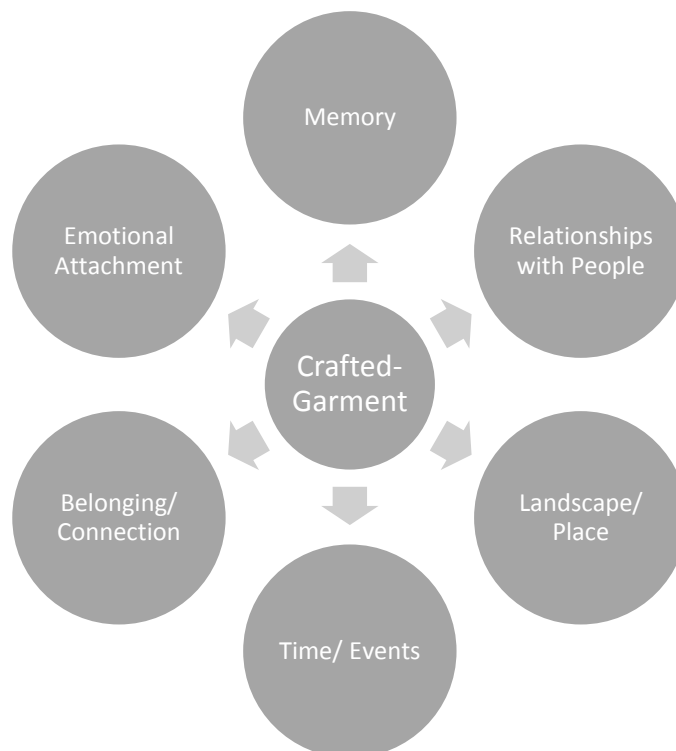 Memory
Emotional
Attachment
Relationships
with People
Crafted-
Garment
Belonging/
Connection
Landscape/
Place
Time/ Events